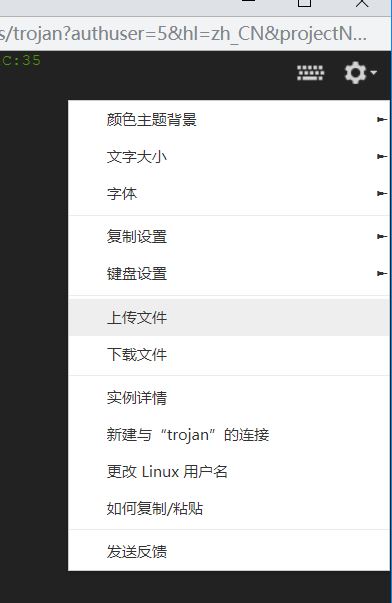 s/trojan?authuser=5&hl=zh_CN&projectN...
C:35
颜色主题背景
文字大小
字体
复制设置
键盘设置
上传文件
下载文件
实例详情
新建与“trojan”的连接
更改 Linux 用户名
如何复制/粘贴
发送反馈